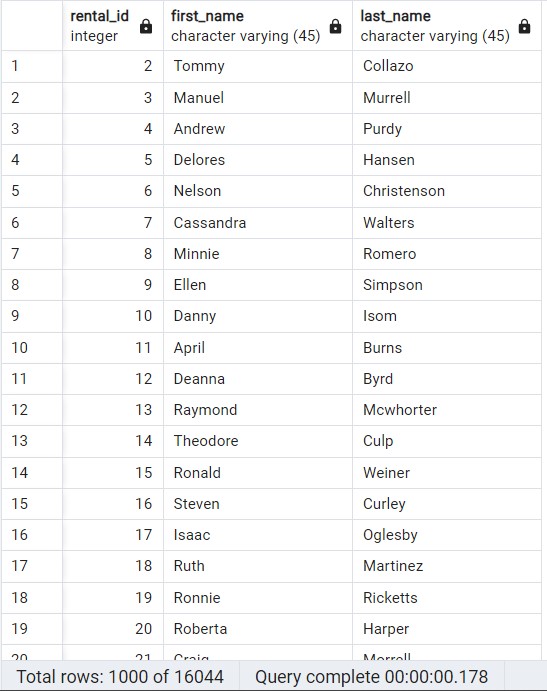 rental_id first_name last_name
integer character varying (45) character varying (45)
1 2 Tommy Collazo
2 3 Manuel Murrell
3 4 Andrew Purdy
4 5 Delores Hansen
5 6 Nelson Christenson
6 7 Cassandra Walters
7 8 Minnie Romero
8 9 Ellen Simpson
9 10 Danny Isom
10 11 April Burns
11 12 Deanna Byrd
12 13 Raymond Mcwhorter
13 14 Theodore Culp
14 15 Ronald Weiner
15 16 Steven Curley
16 17 Isaac Oglesby
17 18 Ruth Martinez
18 19 Ronnie Ricketts
19 20 Roberta Harper
20 21 Craig Morrell
Total rows: 1000 of 16044 Query complete 00:00:00.178